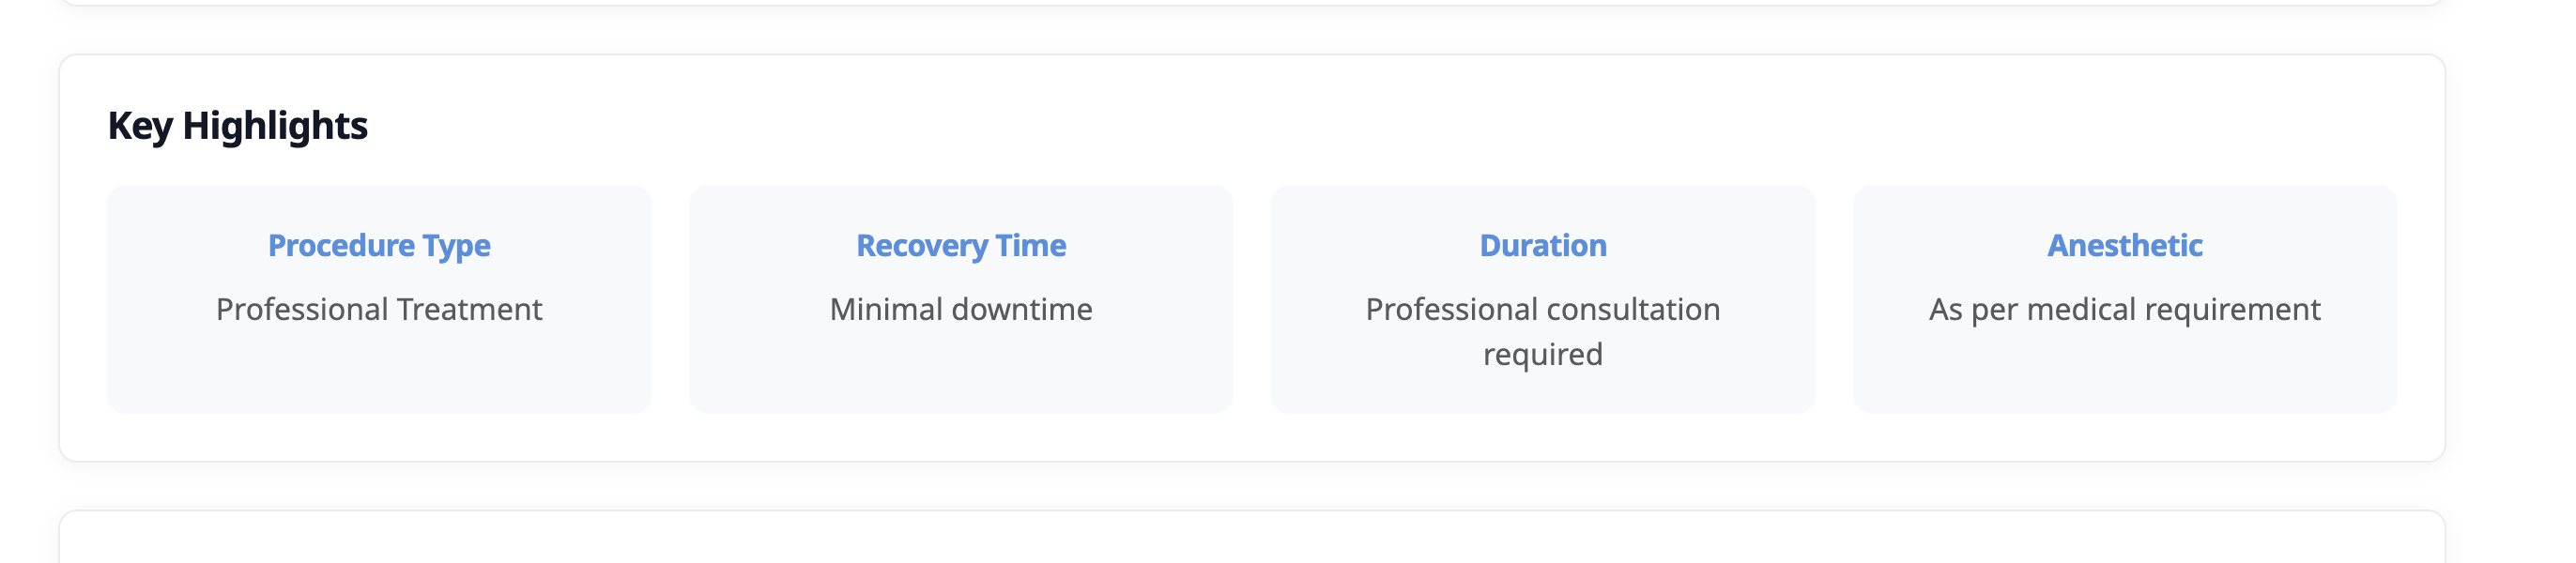 Key Highlights
Procedure Type
Professional Treatment
Recovery Time
Minimal downtime
Duration
Professional consultation
required
Anesthetic
As per medical requirement